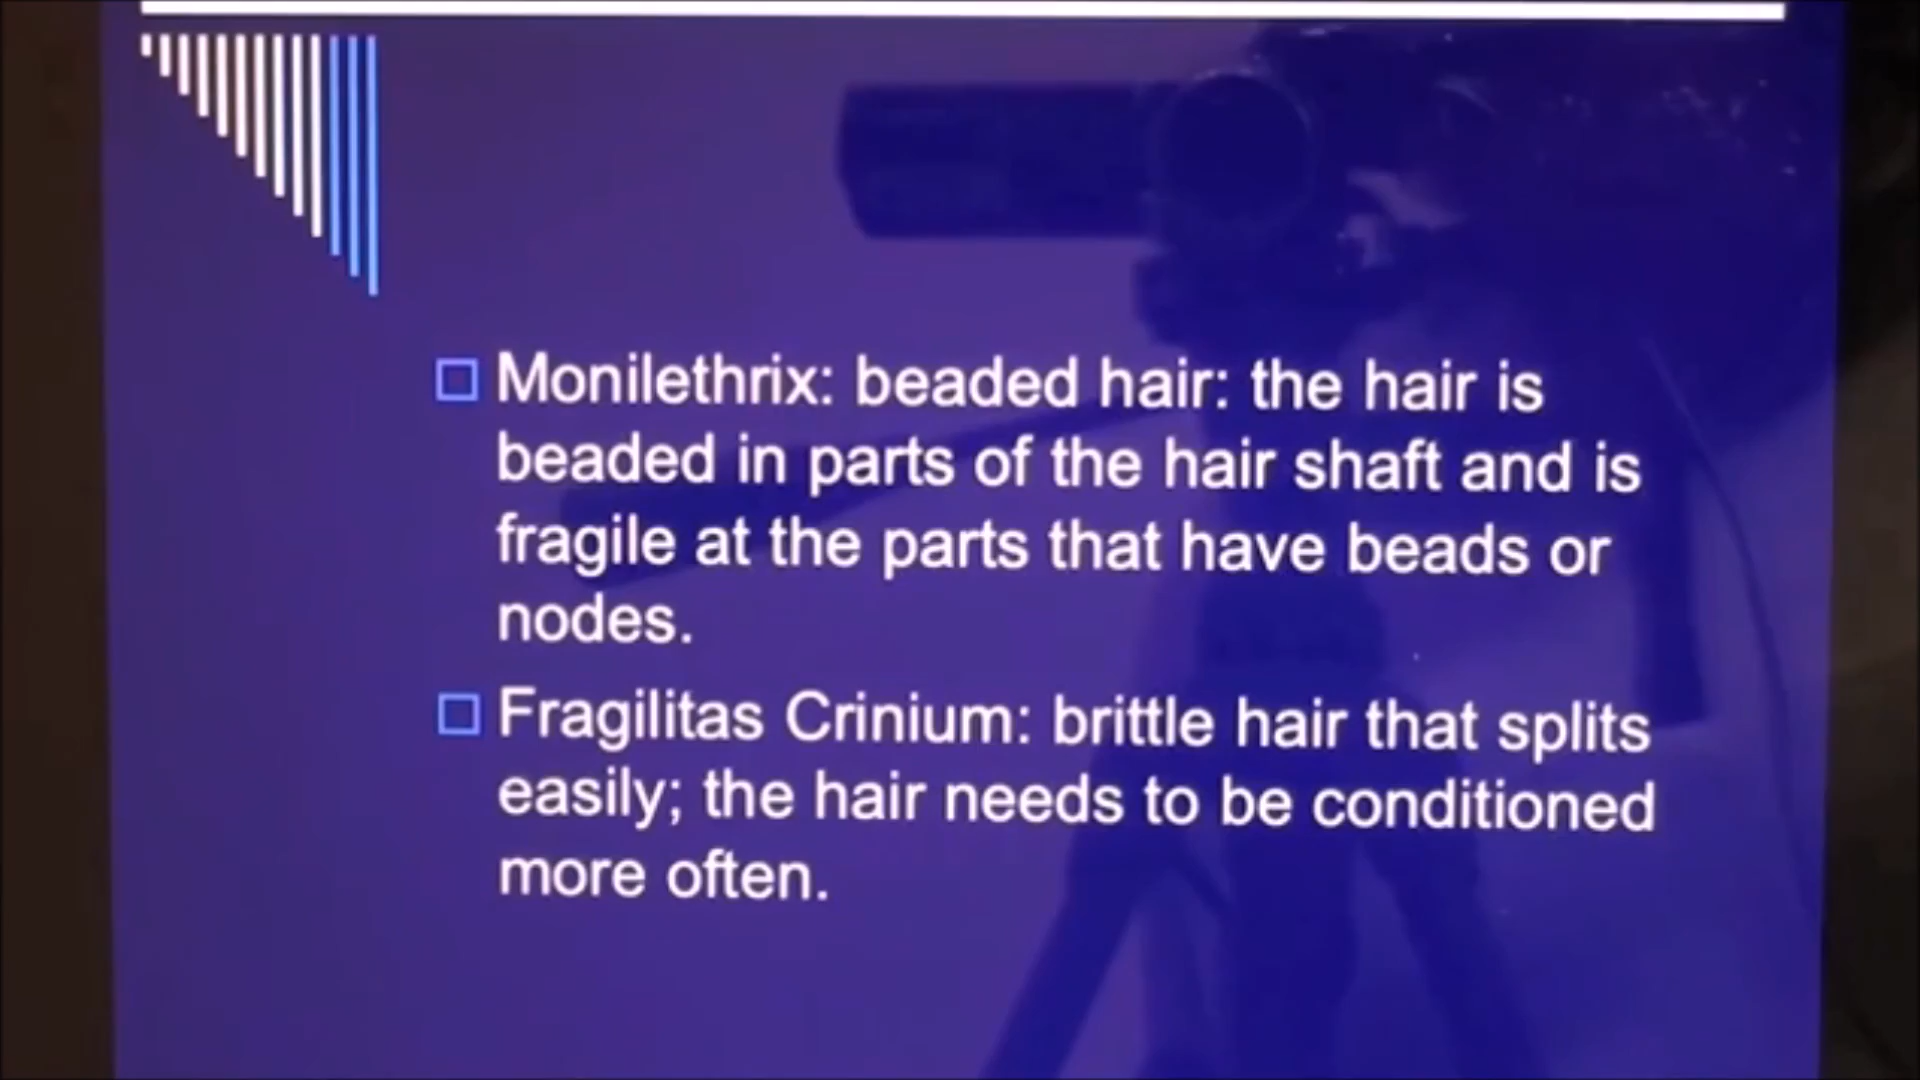 Monilethrix: beaded hair: the hair is
beaded in parts of the hair shaft and is
fragile at the parts that have beads or
nodes.
Fragilitas Crinium: brittle hair that splits
easily; the hair needs to be conditioned
more often.